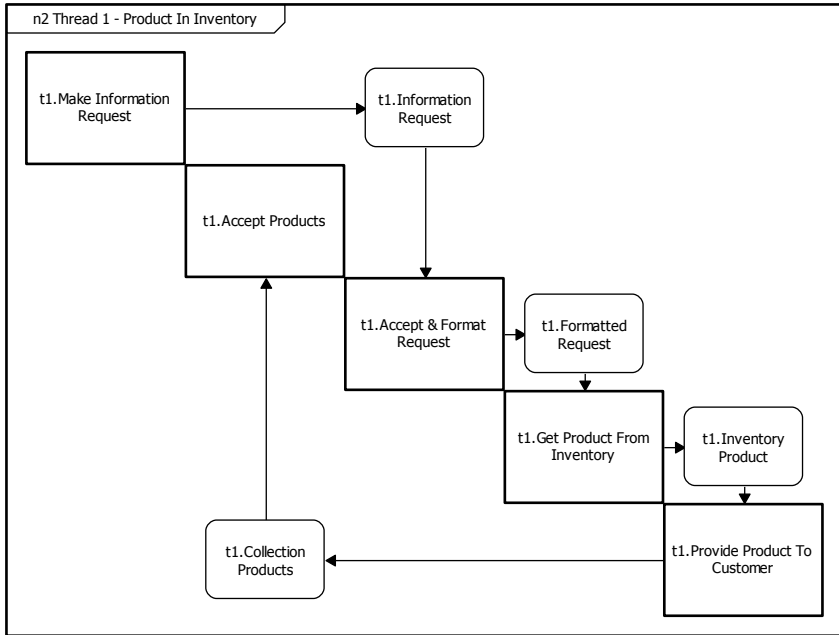 n2 Thread 1 - Product In Inventory
t1.Make Information
Request
t1.Information
Request
t1.Accept Products
t1.Accept & Format
Request
t1.Formatted
Request
t1.Get Product From
Inventory
t1.Inventory
Product
t1.Collection
Products
t1.Provide Product To
Customer